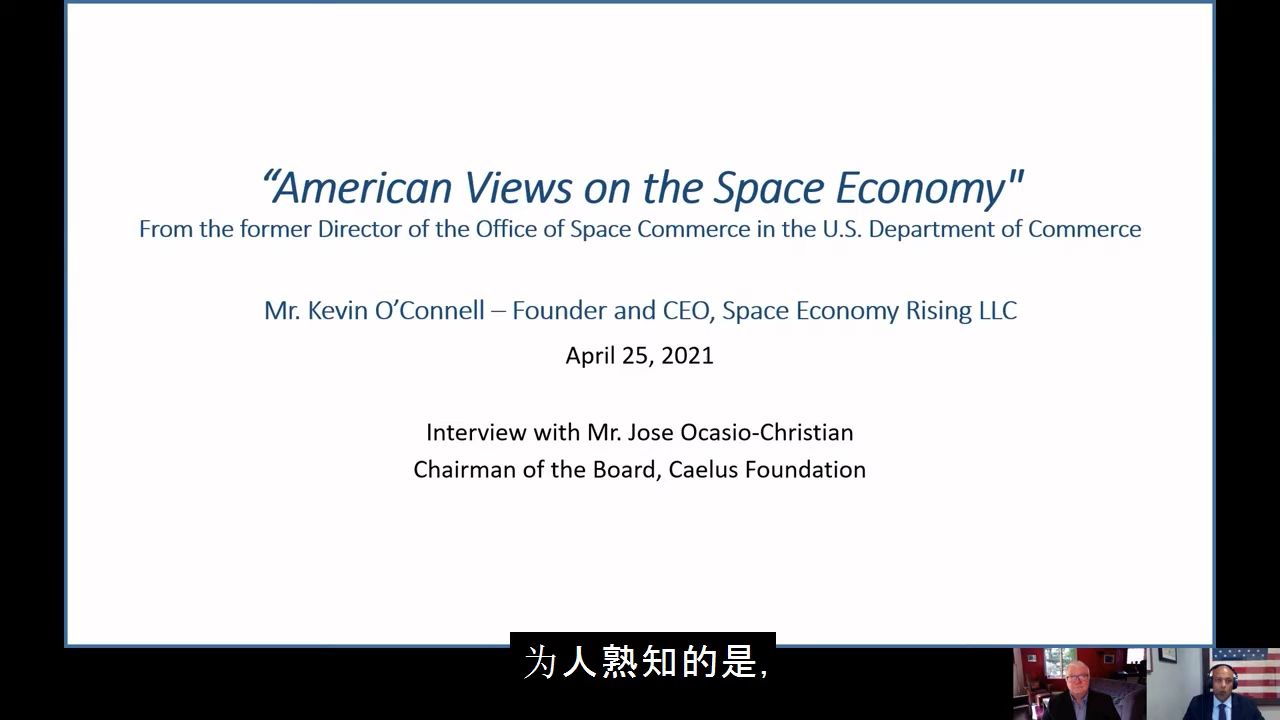 “American Views on the Space Economy"
From the former Director of the Office of Space Commerce in the U.S. Department of Commerce
Mr. Kevin O’Connell – Founder and CEO, Space Economy Rising LLC
April 25, 2021
Interview with Mr. Jose Ocasio-Christian
Chairman of the Board, Caelus Foundation
为人熟知的是,